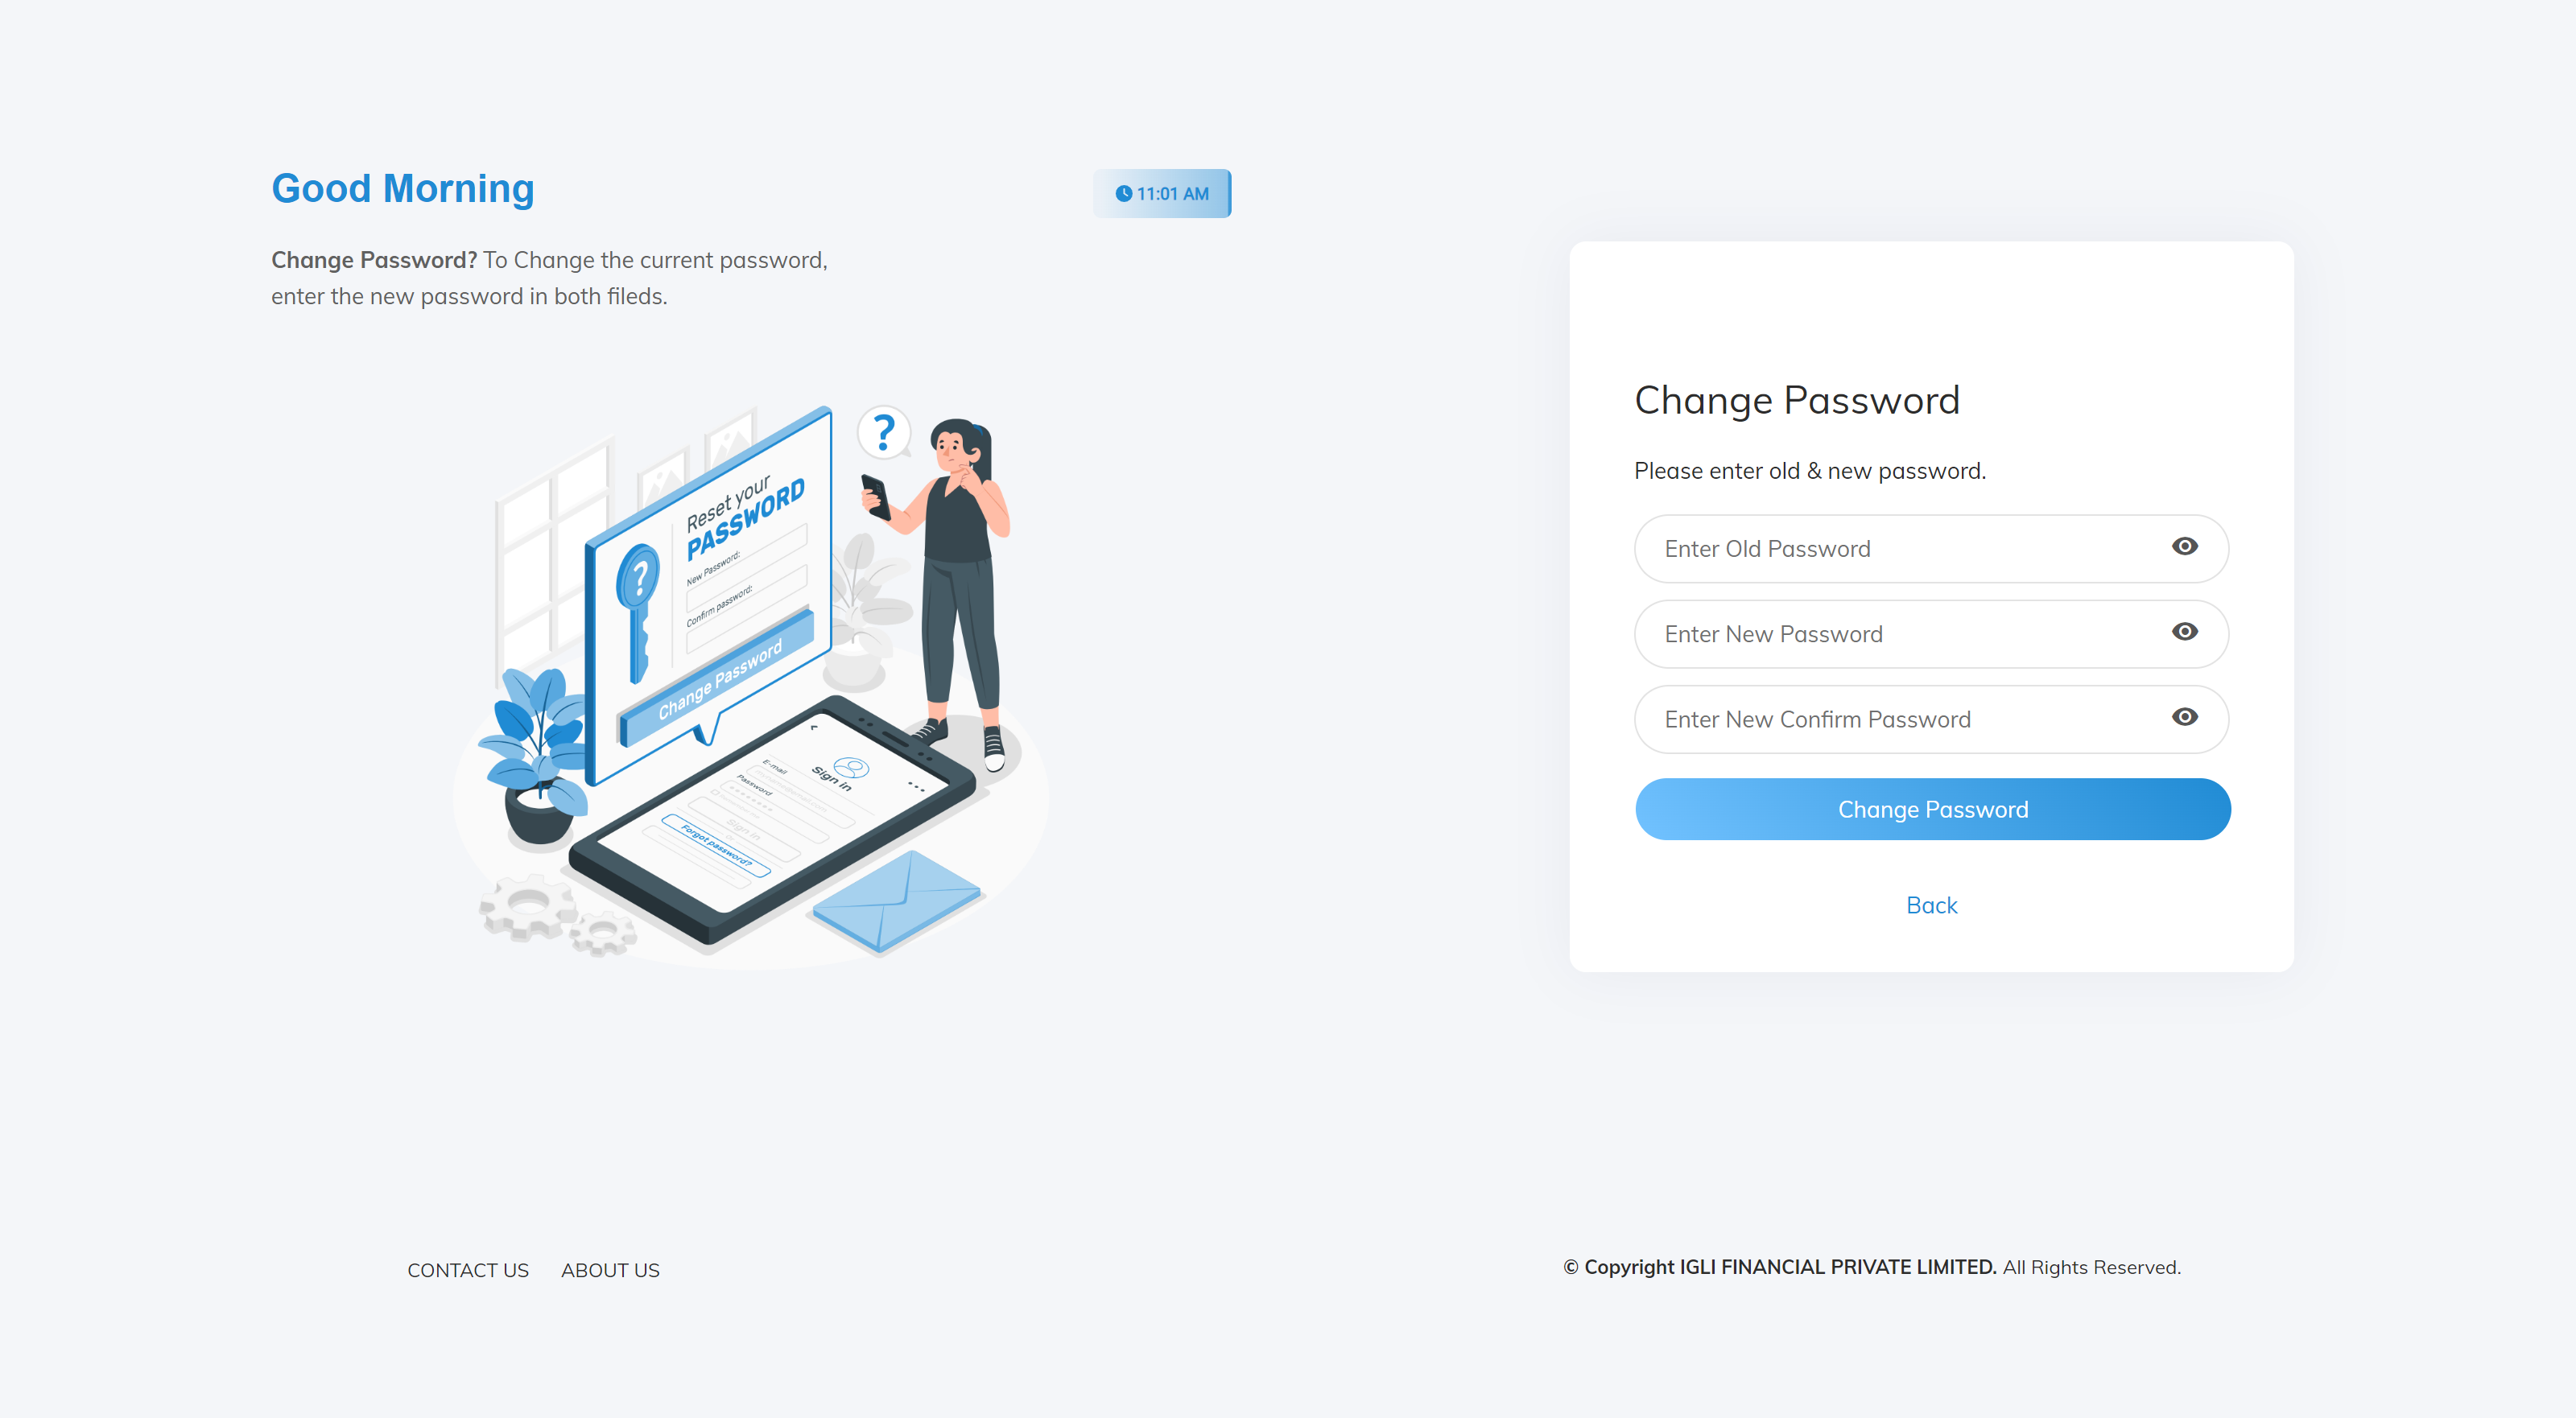 Good Morning
11:01 AM
Change Password? To Change the current password,
enter the new password in both fileds.
?
Reset your
PASSWORD
New Password:
?
Confirm password:
Change Password
Sign in
E-mail
Password
Sign in
Forgot password?
Change Password
Please enter old & new password.
Enter Old Password
Enter New Password
Enter New Confirm Password
Change Password
Back
CONTACT US ABOUT US
© Copyright IGLI FINANCIAL PRIVATE LIMITED. All Rights Reserved.